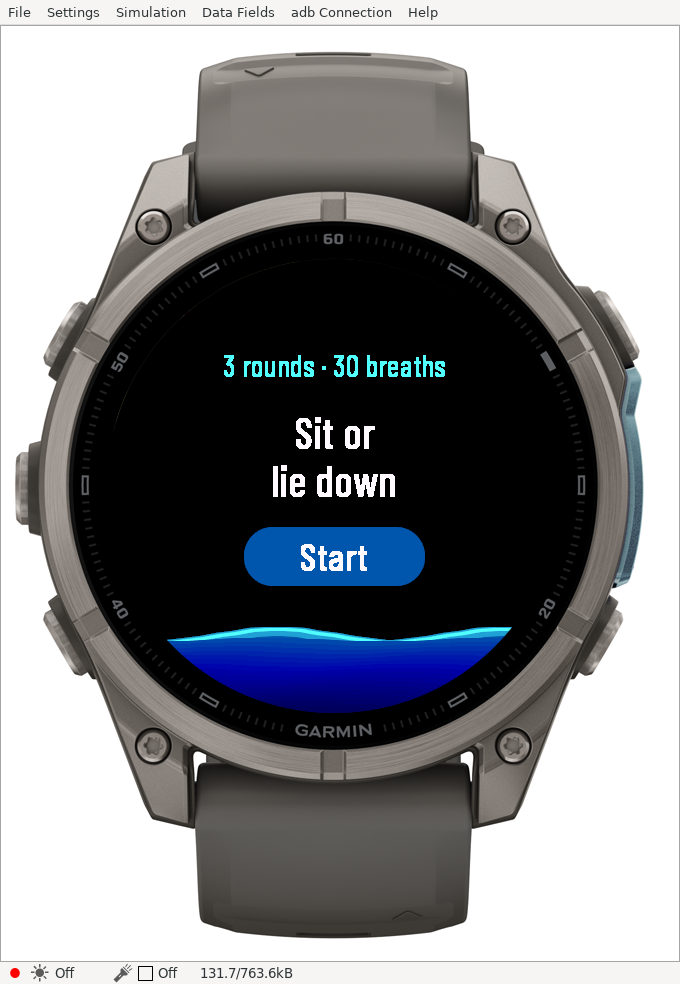 File Settings Simulation Data Fields adb Connection Help
60
50
3 rounds · 30 breaths
Sit or
lie down
Start
40
20
GARMIN
Off Off 131.7/763.6kB